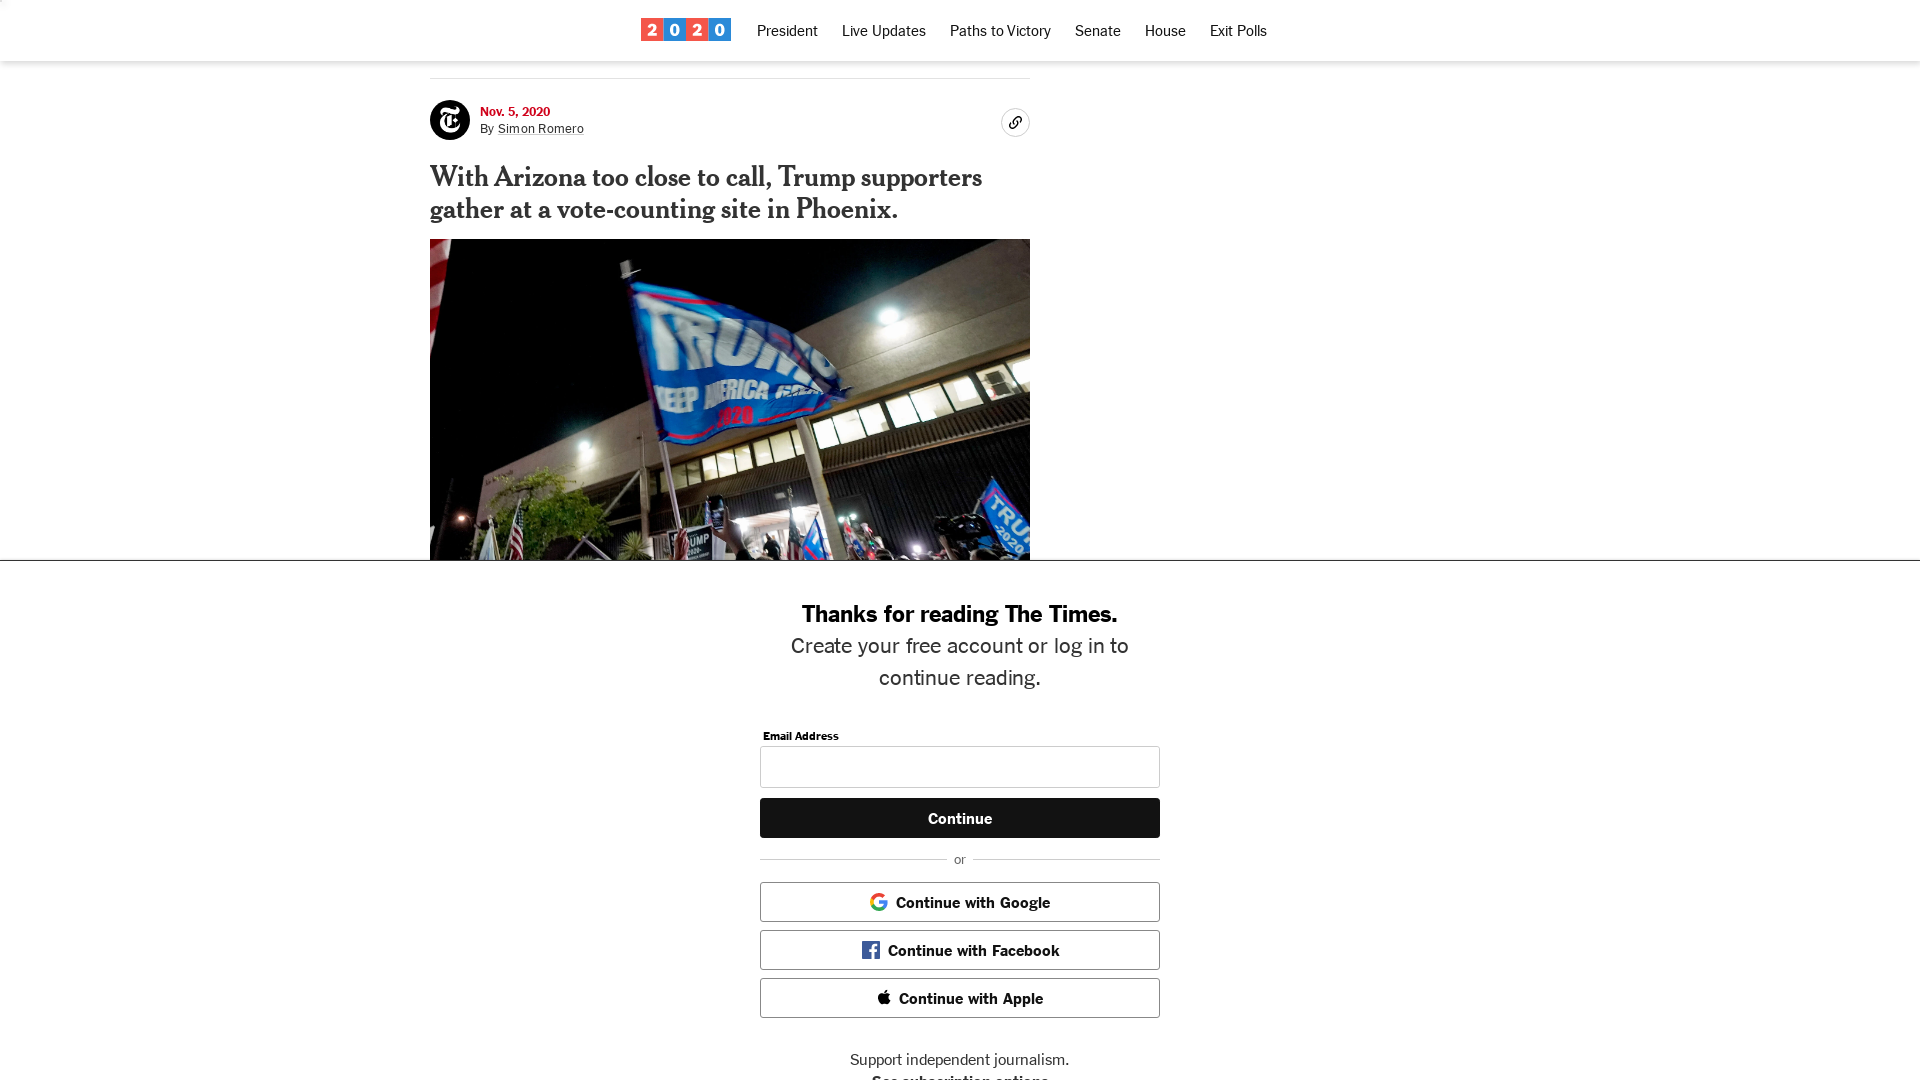 2020 President Live Updates Paths to Victory Senate House Exit Polls
Nov. 5, 2020
By Simon Romero
With Arizona too close to call, Trump supporters
gather at a vote-counting site in Phoenix.
TRUMP
KEEP AMERICA GREAT
2020
TRUMP
2020
TRUMP
-2020-
Thanks for reading The Times.
Create your free account or log in to
continue reading.
Email Address
Continue
or
Continue with Google
Continue with Facebook
Continue with Apple
Support independent journalism.
See subscription options